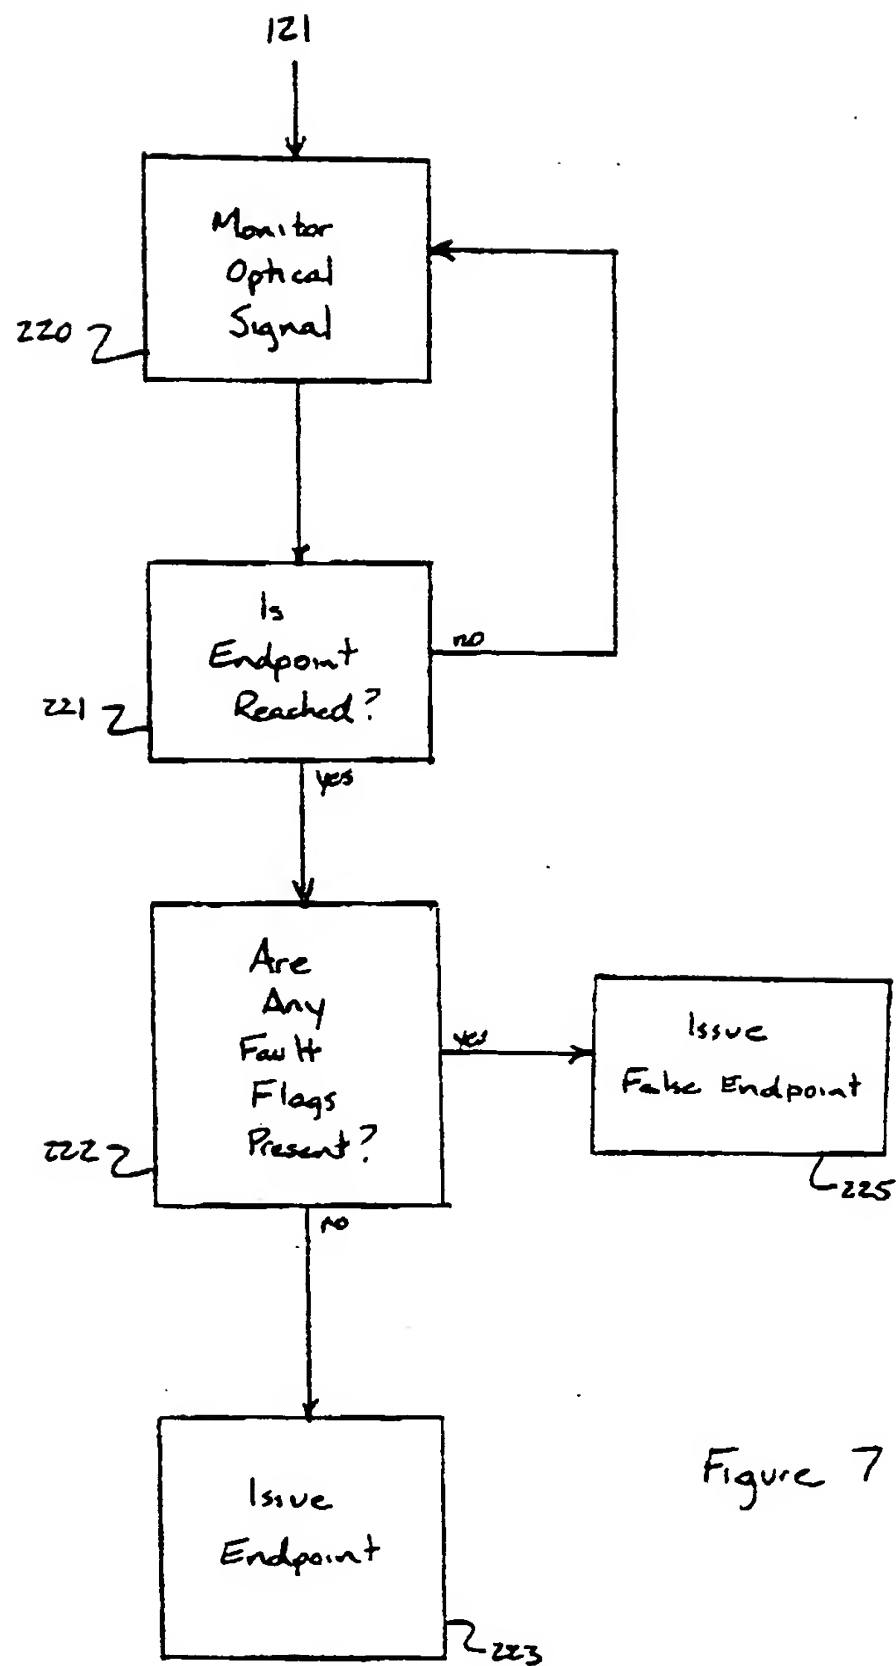 121
Monitor
Optical
Signal
220
Is
Endpoint
Reached?
no
221
yes
Are
Any
Fault
Flags
Present?
yes
222
no
Issue
False Endpoint
225
Issue
Endpoint
223
Figure 7